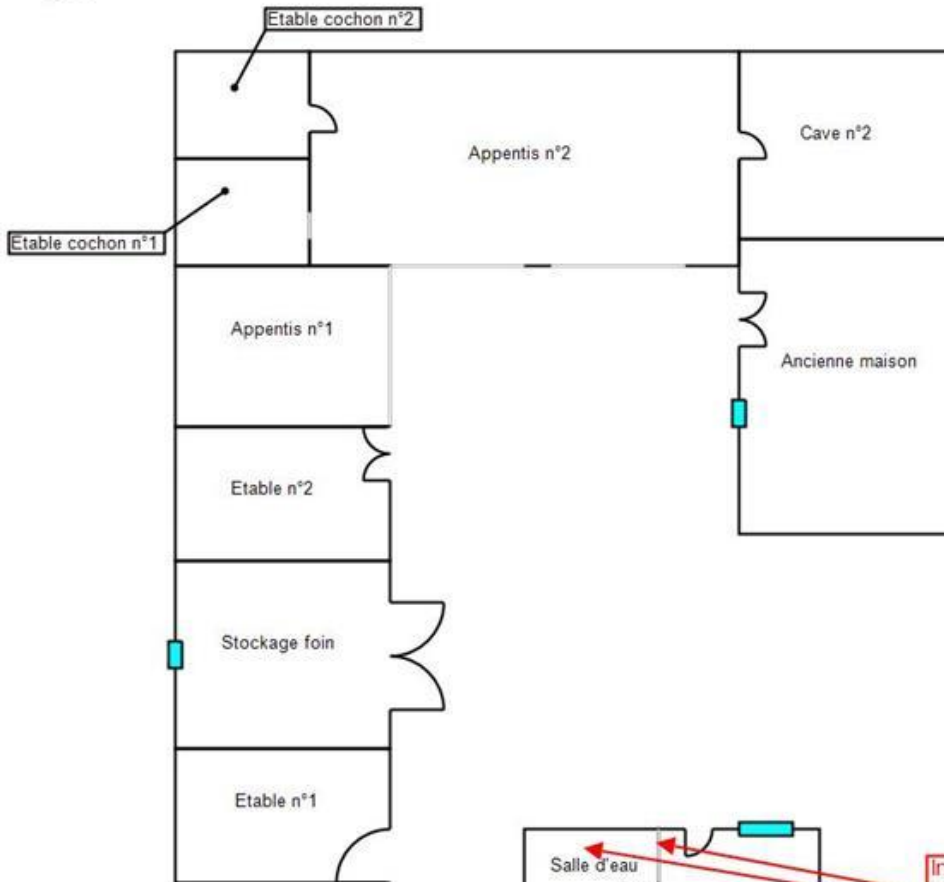 Etable cochon n°2
Cave n°2
Appentis n°2
Etable cochon n°1
Appentis n°1
Ancienne maison
Etable n°2
Stockage foin
Etable n°1
Salle d'eau